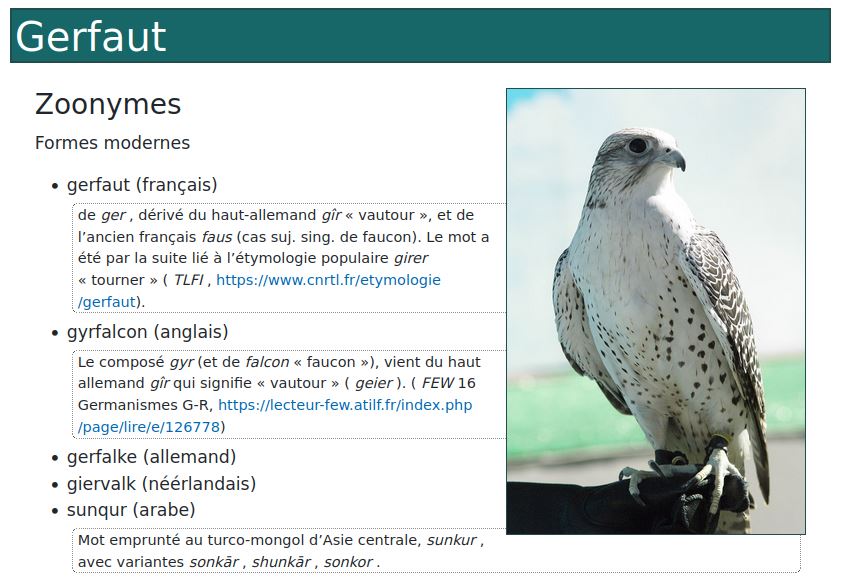 Gerfaut
Zoonymes
Formes modernes
• gerfaut (français)
de ger , dérivé du haut-allemand gîr « vautour », et de
l’ancien français faus (cas suj. sing. de faucon). Le mot a
été par la suite lié à l’étymologie populaire girer
« tourner » ( TLFI , https://www.cnrtl.fr/etymologie
/gerfaut).
• gyrfalcon (anglais)
Le composé gyr (et de falcon « faucon »), vient du haut
allemand gîr qui signifie « vautour » ( geier ). ( FEW 16
Germanismes G-R, https://lecteur-few.atilf.fr/index.php
/page/lire/e/126778)
• gerfalke (allemand)
• giervalk (néérlandais)
• sunqur (arabe)
Mot emprunté au turco-mongol d’Asie centrale, sunkur ,
avec variantes sonkār , shunkār , sonkor .